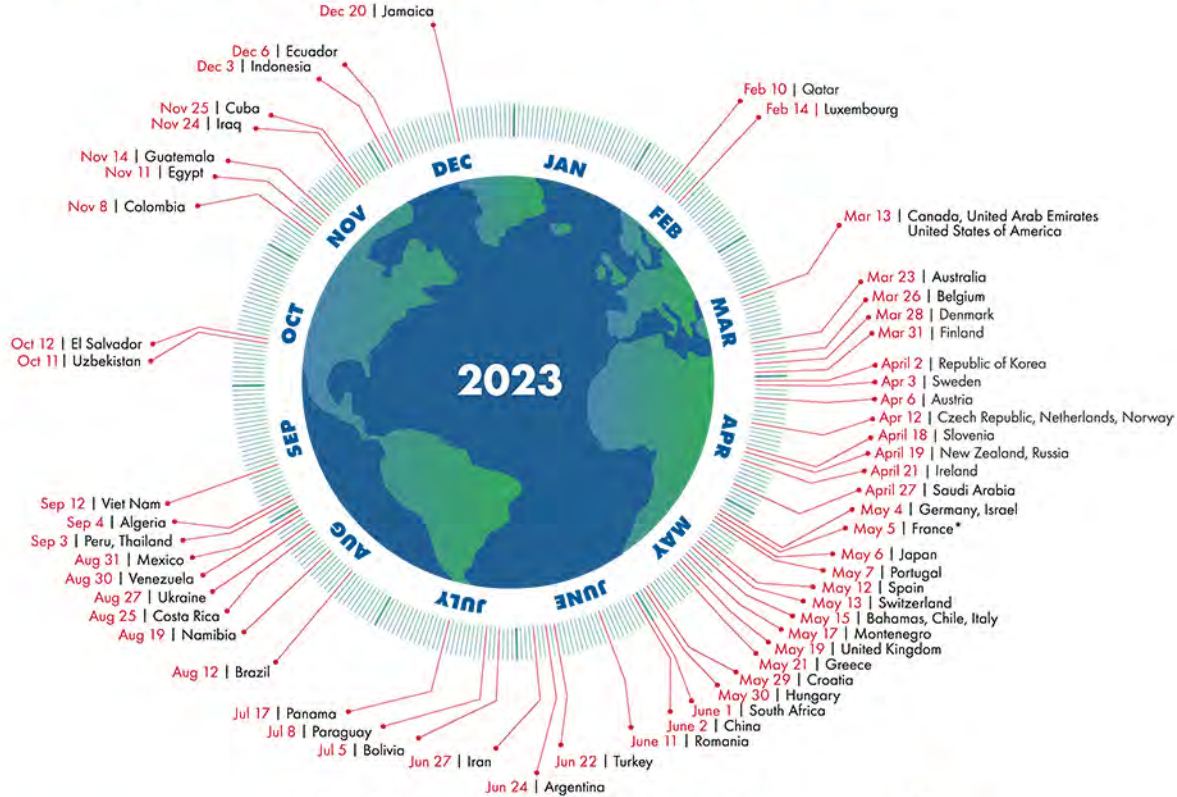 Dec 20 | Jamaica
Dec 6 | Ecuador
Dec 3 | Indonesia
Nov 25 | Cuba
Nov 24 | Iraq
Nov 14 | Guatemala
Nov 11 | Egypt
Nov 8 | Colombia
Oct 12 | El Salvador
Oct 11 | Uzbekistan
Sep 12 | Viet Nam
Sep 4 | Algeria
Sep 3 | Peru, Thailand
Aug 31 | Mexico
Aug 30 | Venezuela
Aug 27 | Ukraine
Aug 25 | Costa Rica
Aug 19 | Namibia
Aug 12 | Brazil
Jul 17 | Panama
Jul 8 | Paraguay
Jul 5 | Bolivia
Jun 27 | Iran
Jun 24 | Argentina
Jun 22 | Turkey
Feb 10 | Qatar
Feb 14 | Luxembourg
Mar 13 | Canada, United Arab Emirates
United States of America
Mar 23 | Australia
Mar 26 | Belgium
Mar 28 | Denmark
Mar 31 | Finland
April 2 | Republic of Korea
Apr 3 | Sweden
Apr 6 | Austria
Apr 12 | Czech Republic, Netherlands, Norway
April 18 | Slovenia
April 19 | New Zealand, Russia
April 21 | Ireland
April 27 | Saudi Arabia
May 4 | Germany, Israel
May 5 | France*
May 6 | Japan
May 7 | Portugal
May 12 | Spain
May 13 | Switzerland
May 15 | Bahamas, Chile, Italy
May 17 | Montenegro
May 19 | United Kingdom
May 21 | Greece
May 29 | Croatia
May 30 | Hungary
June 1 | South Africa
June 2 | China
June 11 | Romania
JAN
FEB
MAR
APR
MAY
JUNE
JULY
AUG
SEP
OCT
NOV
DEC
2023